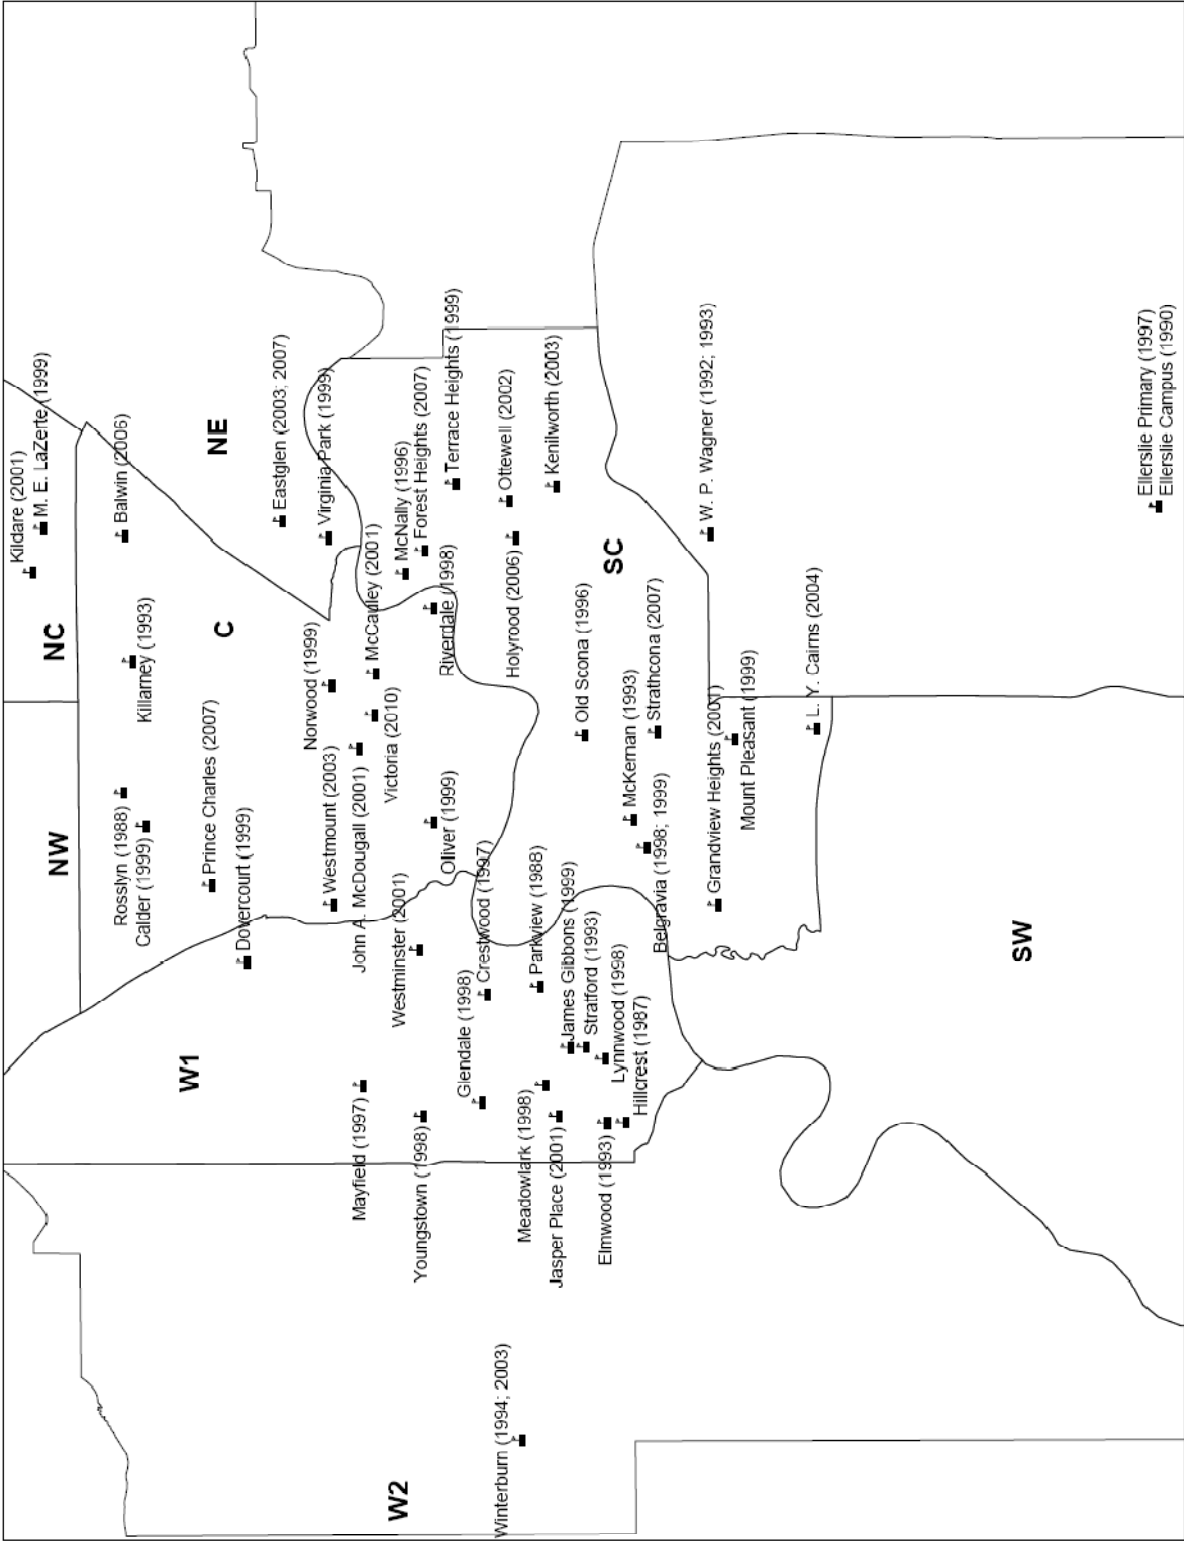 Kildare (2001)
M. E. LaZerte (1999)
NC
NW
Balwin (2006)
Killarney (1993)
Rosslyn (1988)
Calder (1999)
C
NE
Prince Charles (2007)
Dovercourt (1999)
W1
Eastglen (2003; 2007)
Virginia Park (1999)
Norwood (1999)
Westmount (2003)
McCauley (2001)
John A. McDougall (2001)
Victoria (2010)
Mayfield (1997)
McNally (1996)
Forest Heights (2007)
Westminster (2001)
Youngstown (1998)
W2
Riverdale (1998)
Oliver (1999)
Terrace Heights (1999)
Glendale (1998)
Crestwood (1997)
Ottewell (2002)
Holyrood (2006)
Winterburn (1994; 2003)
Kenilworth (2003)
Parkview (1988)
Meadowlark (1998)
Jasper Place (2001)
James Gibbons (1999)
Stratford (1993)
Old Scona (1996)
SC
Lynnwood (1998)
Elmwood (1993)
Hillcrest (1987)
McKernan (1993)
Strathcona (2007)
Belgravia (1998; 1999)
W. P. Wagner (1992; 1993)
Grandview Heights (2001)
Mount Pleasant (1999)
L. Y. Cairns (2004)
SW
Ellerslie Primary (1997)
Ellerslie Campus (1990)